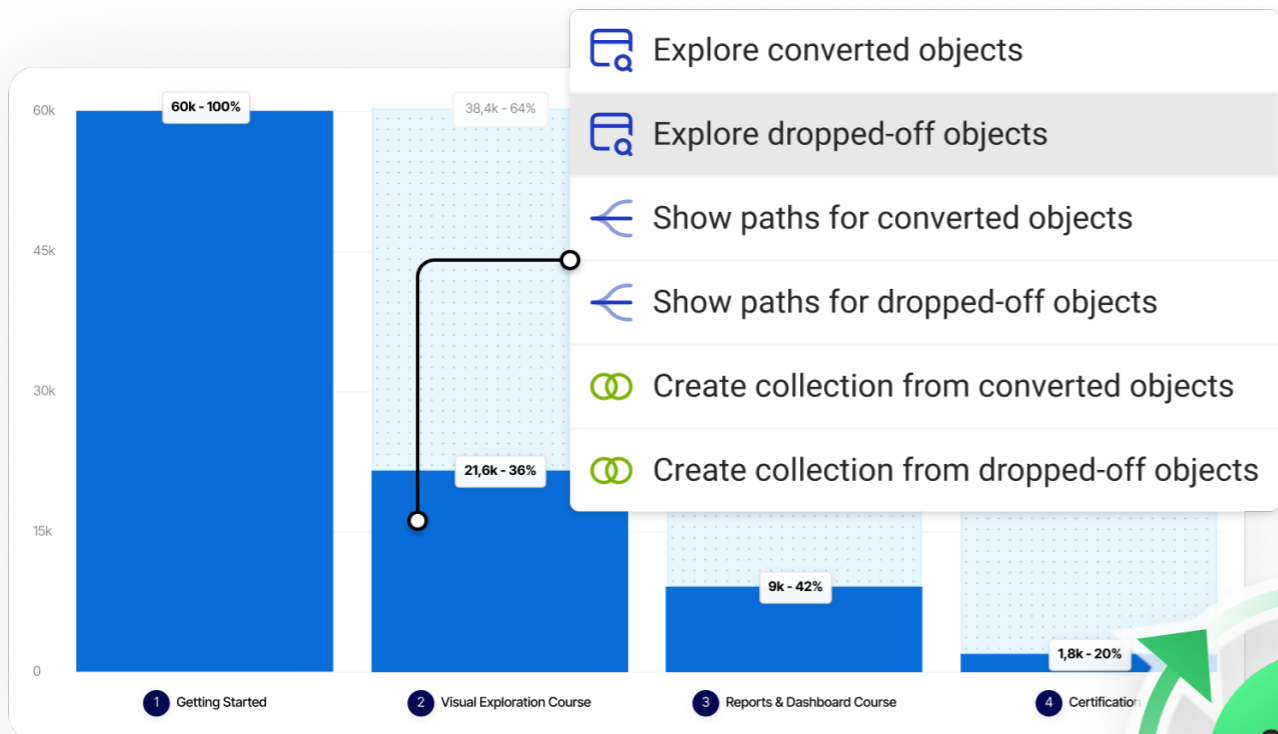 Explore converted objects
Explore dropped-off objects
Show paths for converted objects
Show paths for dropped-off objects
Create collection from converted objects
Create collection from dropped-off objects
60k
45k
30k
15k
0
60k - 100%
38,4k - 64%
21,6k - 36%
9k - 42%
1,8k - 20%
1 Getting Started
2 Visual Exploration Course
3 Reports & Dashboard Course
4 Certification